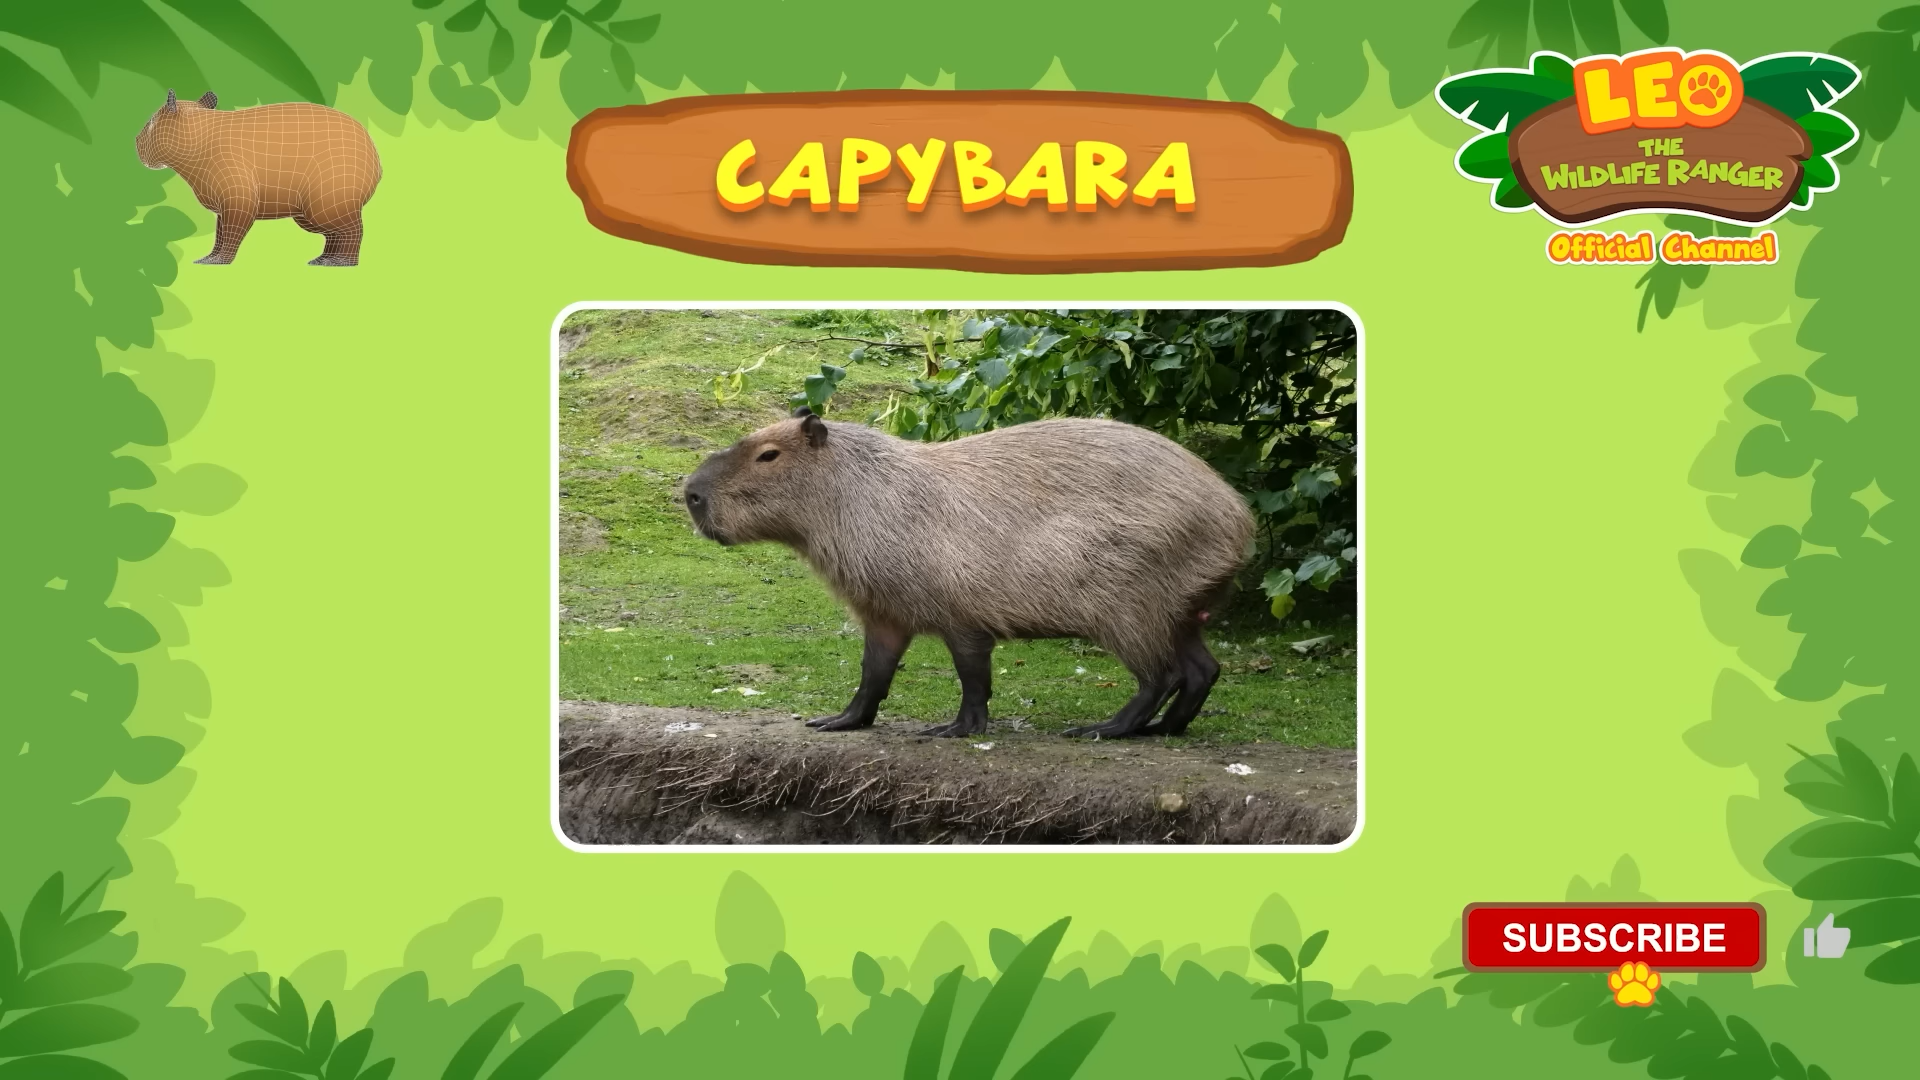 CAPYBARA
LEO
THE
WILDLIFE RANGER
Official Channel
SUBSCRIBE